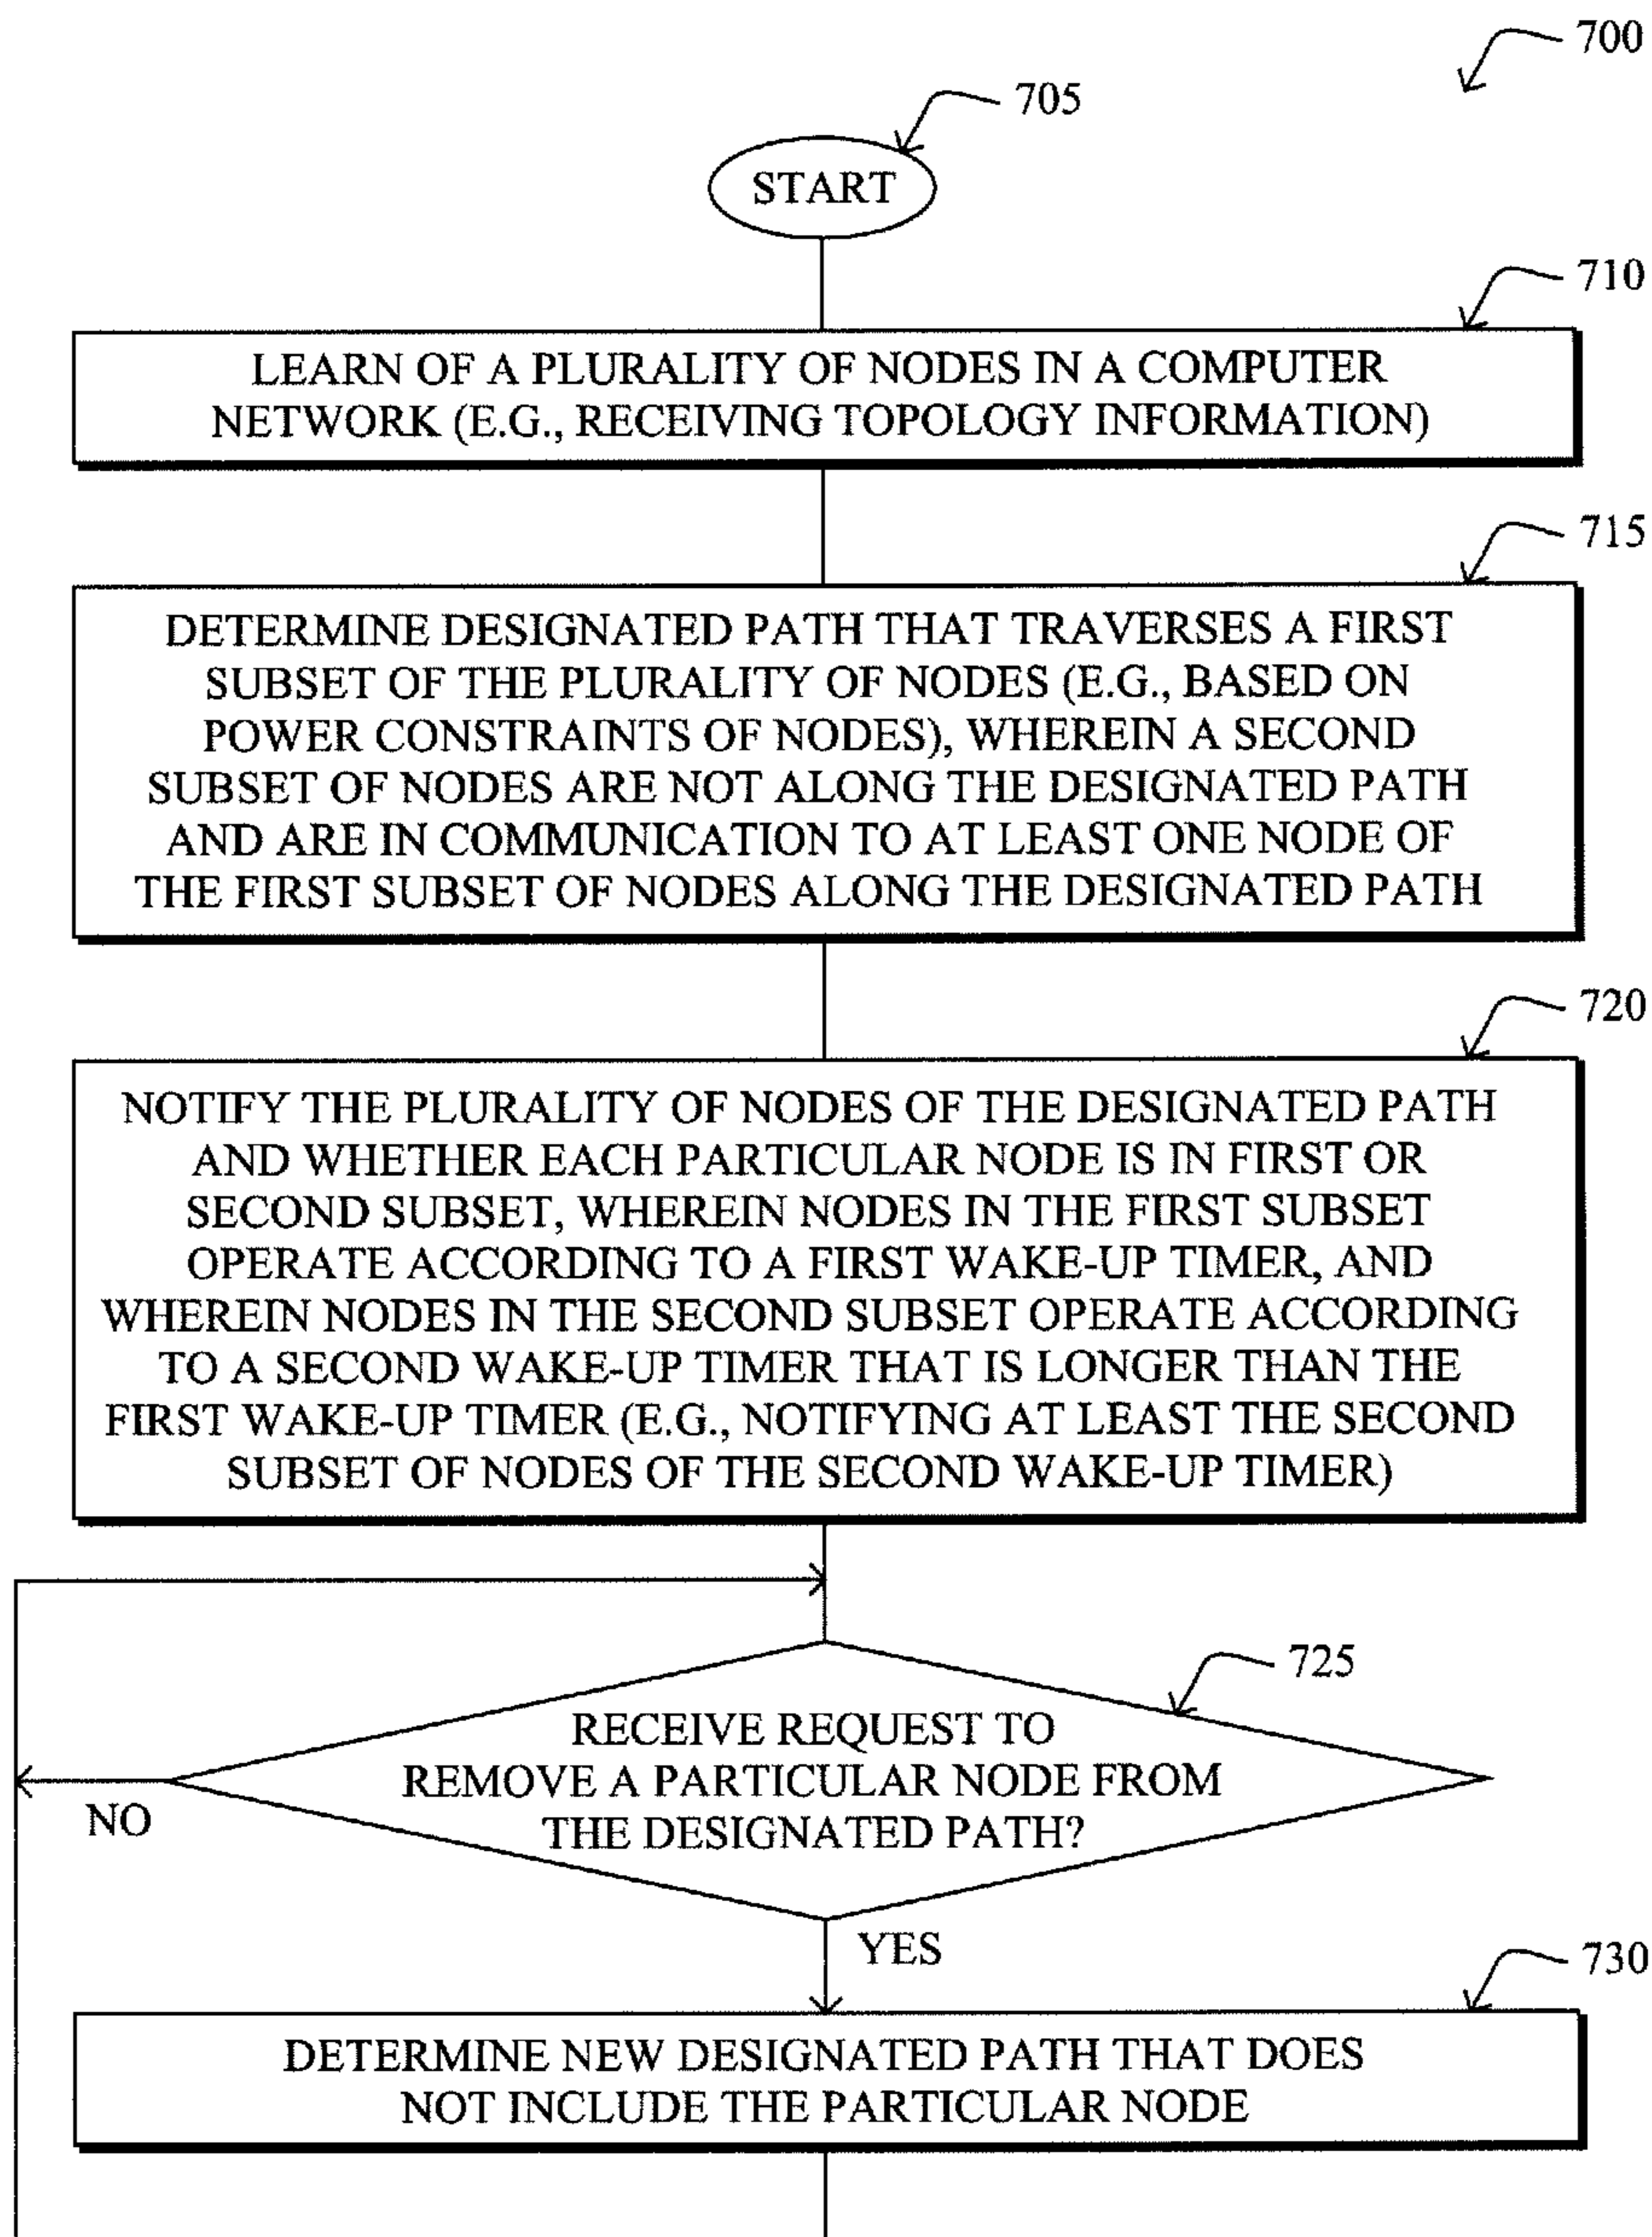 700
705
START
710
LEARN OF A PLURALITY OF NODES IN A COMPUTER
NETWORK (E.G., RECEIVING TOPOLOGY INFORMATION)
715
DETERMINE DESIGNATED PATH THAT TRAVERSES A FIRST
SUBSET OF THE PLURALITY OF NODES (E.G., BASED ON
POWER CONSTRAINTS OF NODES), WHEREIN A SECOND
SUBSET OF NODES ARE NOT ALONG THE DESIGNATED PATH
AND ARE IN COMMUNICATION TO AT LEAST ONE NODE OF
THE FIRST SUBSET OF NODES ALONG THE DESIGNATED PATH
720
NOTIFY THE PLURALITY OF NODES OF THE DESIGNATED PATH
AND WHETHER EACH PARTICULAR NODE IS IN FIRST OR
SECOND SUBSET, WHEREIN NODES IN THE FIRST SUBSET
OPERATE ACCORDING TO A FIRST WAKE-UP TIMER, AND
WHEREIN NODES IN THE SECOND SUBSET OPERATE ACCORDING
TO A SECOND WAKE-UP TIMER THAT IS LONGER THAN THE
FIRST WAKE-UP TIMER (E.G., NOTIFYING AT LEAST THE SECOND
SUBSET OF NODES OF THE SECOND WAKE-UP TIMER)
725
RECEIVE REQUEST TO
REMOVE A PARTICULAR NODE FROM
THE DESIGNATED PATH?
NO
YES
730
DETERMINE NEW DESIGNATED PATH THAT DOES
NOT INCLUDE THE PARTICULAR NODE